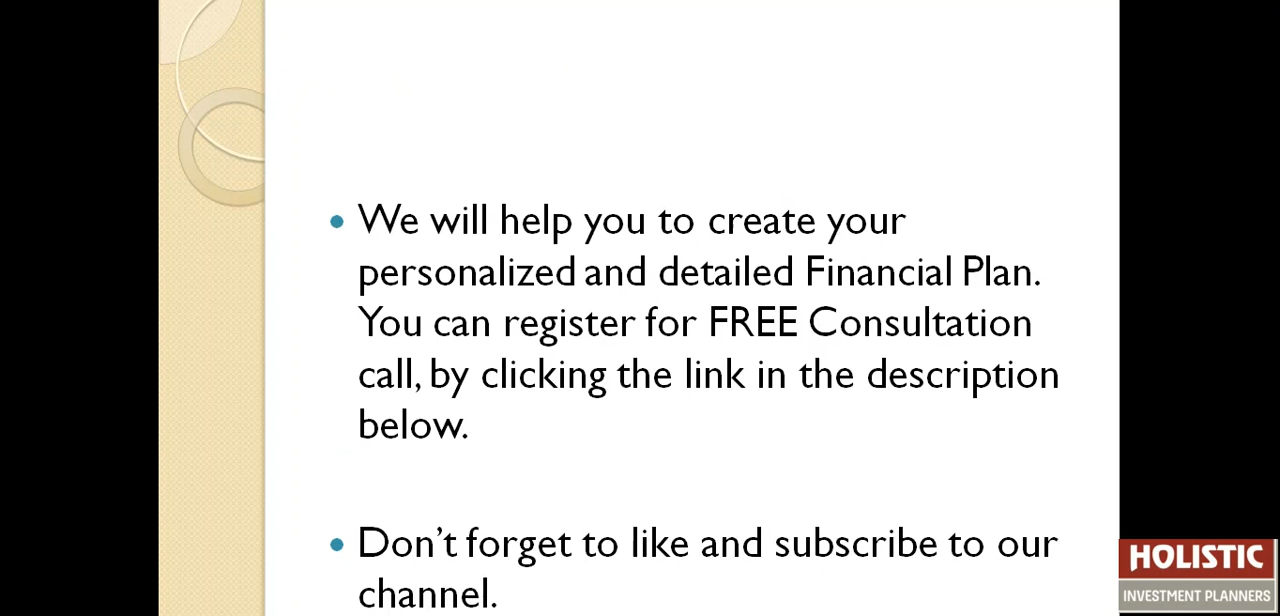 We will help you to create your
personalized and detailed Financial Plan.
You can register for FREE Consultation
call, by clicking the link in the description
below.
Don't forget to like and subscribe to our
channel.
HOLISTIC
INVESTMENT PLANNERS